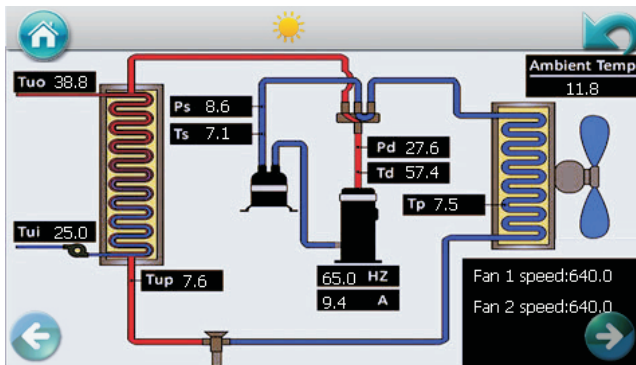 Ambient Temp
11.8
Tuo 38.8
Ps 8.6
Ts 7.1
Pd 27.6
Td 57.4
Tp 7.5
Tui 25.0
Tup 7.6
65.0 HZ
9.4 A
Fan 1 speed:640.0
Fan 2 speed:640.0